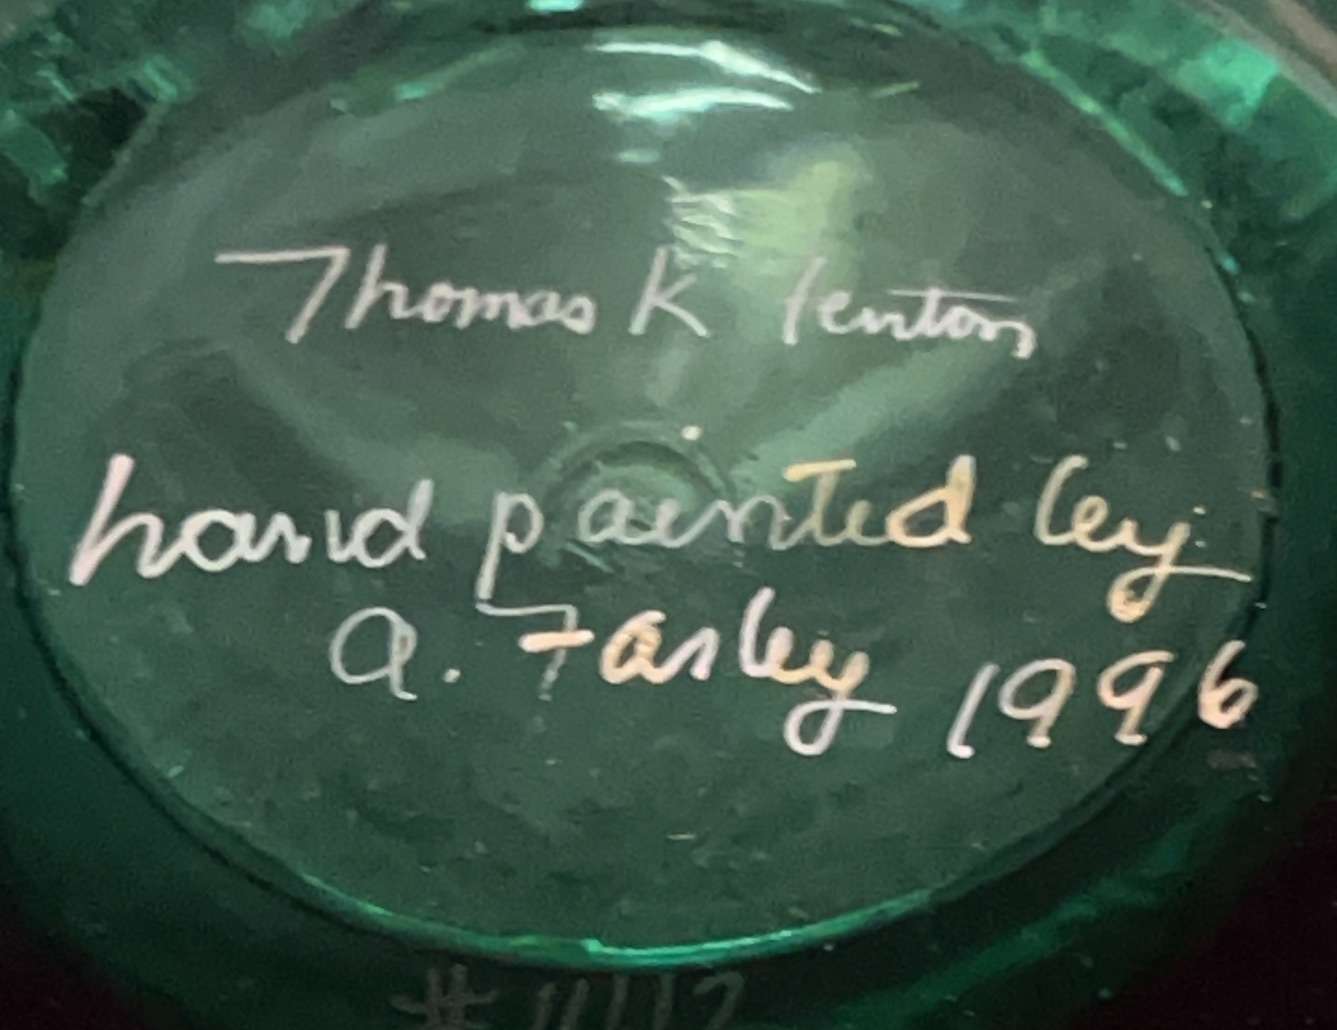 Thomas K Fenton
hand painted by
A. Farley 1996